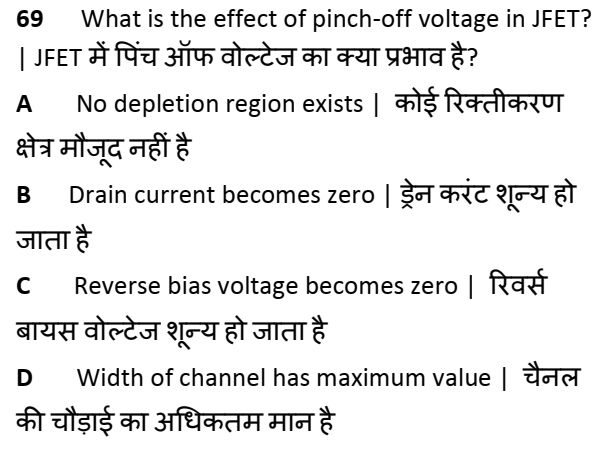 69 What is the effect of pinch-off voltage in JFET?
| JFET में पिंच ऑफ वोल्टेज का क्या प्रभाव है?
A No depletion region exists | कोई रिक्तीकरण
क्षेत्र मौजूद नहीं है
B Drain current becomes zero | ड्रेन करंट शून्य हो
जाता है
C Reverse bias voltage becomes zero | रिवर्स
बायस वोल्टेज शून्य हो जाता है
D Width of channel has maximum value | चैनल
की चौड़ाई का अधिकतम मान है